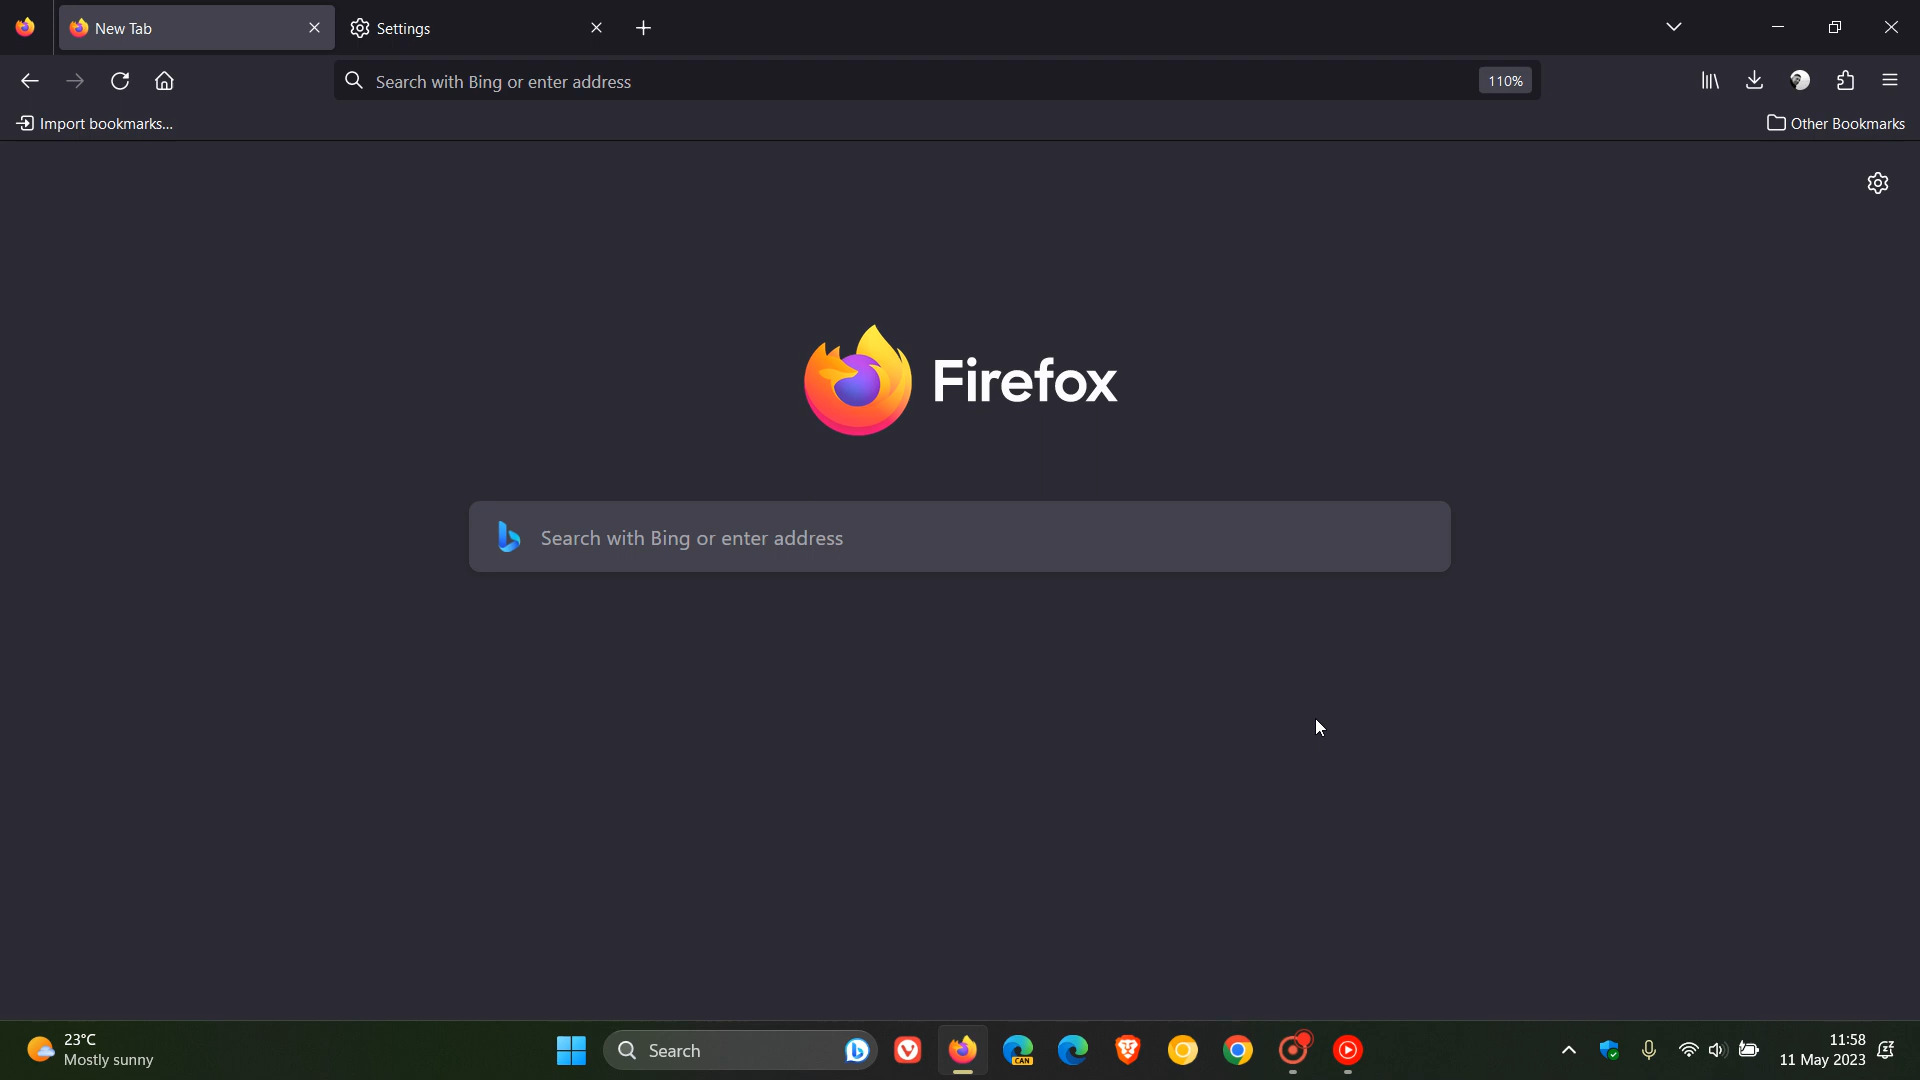 New Tab
Settings
Search with Bing or enter address
110%
Import bookmarks...
Other Bookmarks
Firefox
Search with Bing or enter address
23°C
Mostly sunny
Search
CAN
11:58
11 May 2023